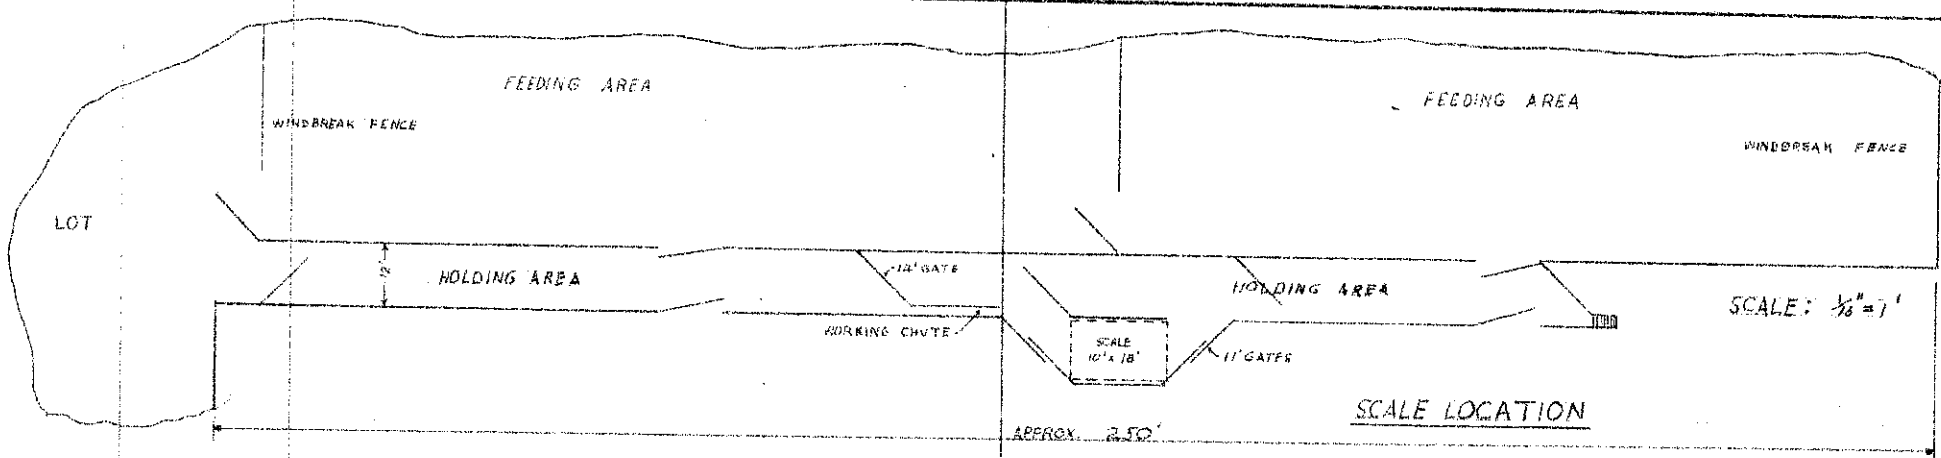 FEEDING AREA
FEEDING AREA
WINDBREAK FENCE
WINDBREAK FENCE
LOT
12'
HOLDING AREA
14' GATE
HOLDING AREA
WORKING CHUTE
SCALE
10' x 18'
11' GATES
SCALE: 1/16"=1'
SCALE LOCATION
APPROX. 250'